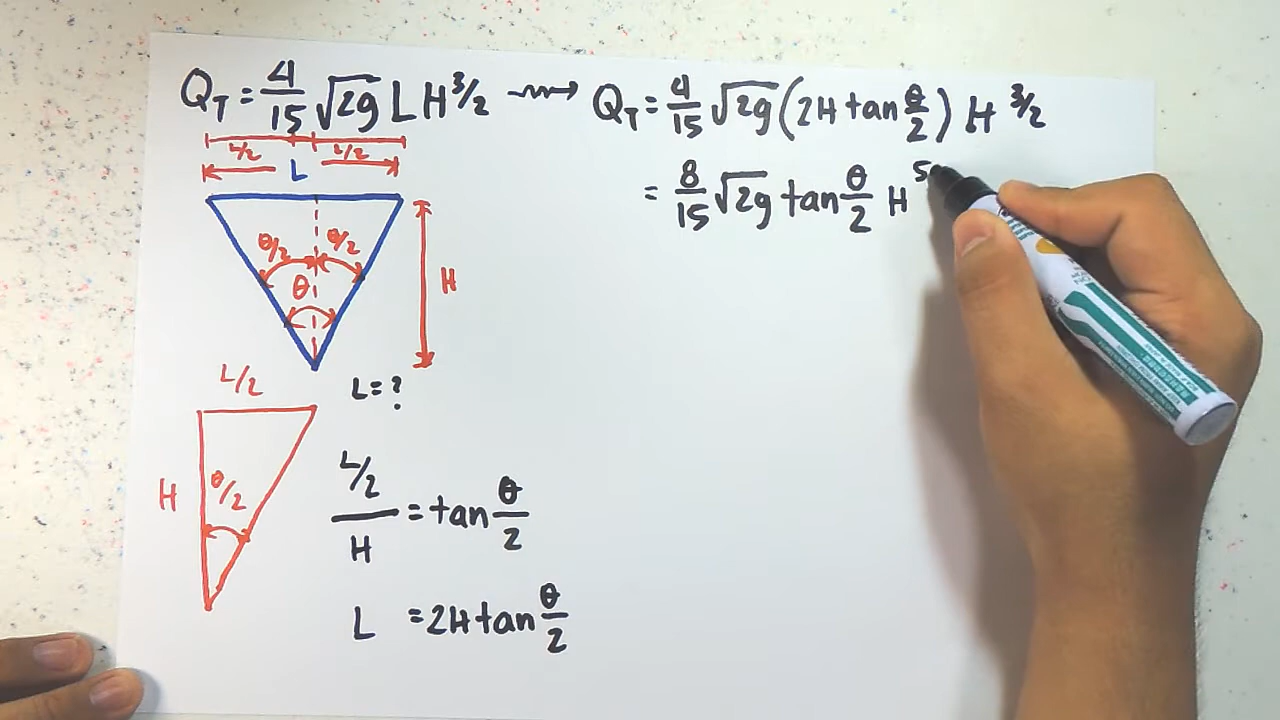 Q_T = 4/15 √2g L H^3/2 ⇝ Q_T = 4/15 √2g (2H tan θ/2) H^3/2
= 8/15 √2g tan θ/2 H^5
L/2 L/2
L
θ/2 θ/2
θ
H
L/2
L = ?
H
θ/2
L/2 / H = tan θ/2
L = 2H tan θ/2